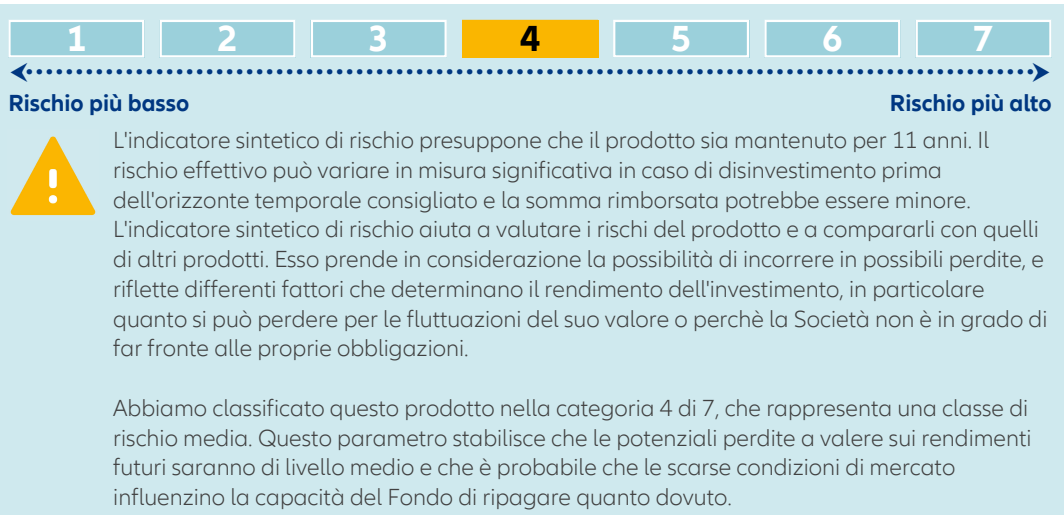 1 2 3 4 5 6 7
Rischio più basso Rischio più alto
L'indicatore sintetico di rischio presuppone che il prodotto sia mantenuto per 11 anni. Il
rischio effettivo può variare in misura significativa in caso di disinvestimento prima
dell'orizzonte temporale consigliato e la somma rimborsata potrebbe essere minore.
L'indicatore sintetico di rischio aiuta a valutare i rischi del prodotto e a compararli con quelli
di altri prodotti. Esso prende in considerazione la possibilità di incorrere in possibili perdite, e
riflette differenti fattori che determinano il rendimento dell'investimento, in particolare
quanto si può perdere per le fluttuazioni del suo valore o perchè la Società non è in grado di
far fronte alle proprie obbligazioni.
Abbiamo classificato questo prodotto nella categoria 4 di 7, che rappresenta una classe di
rischio media. Questo parametro stabilisce che le potenziali perdite a valere sui rendimenti
futuri saranno di livello medio e che è probabile che le scarse condizioni di mercato
influenzino la capacità del Fondo di ripagare quanto dovuto.